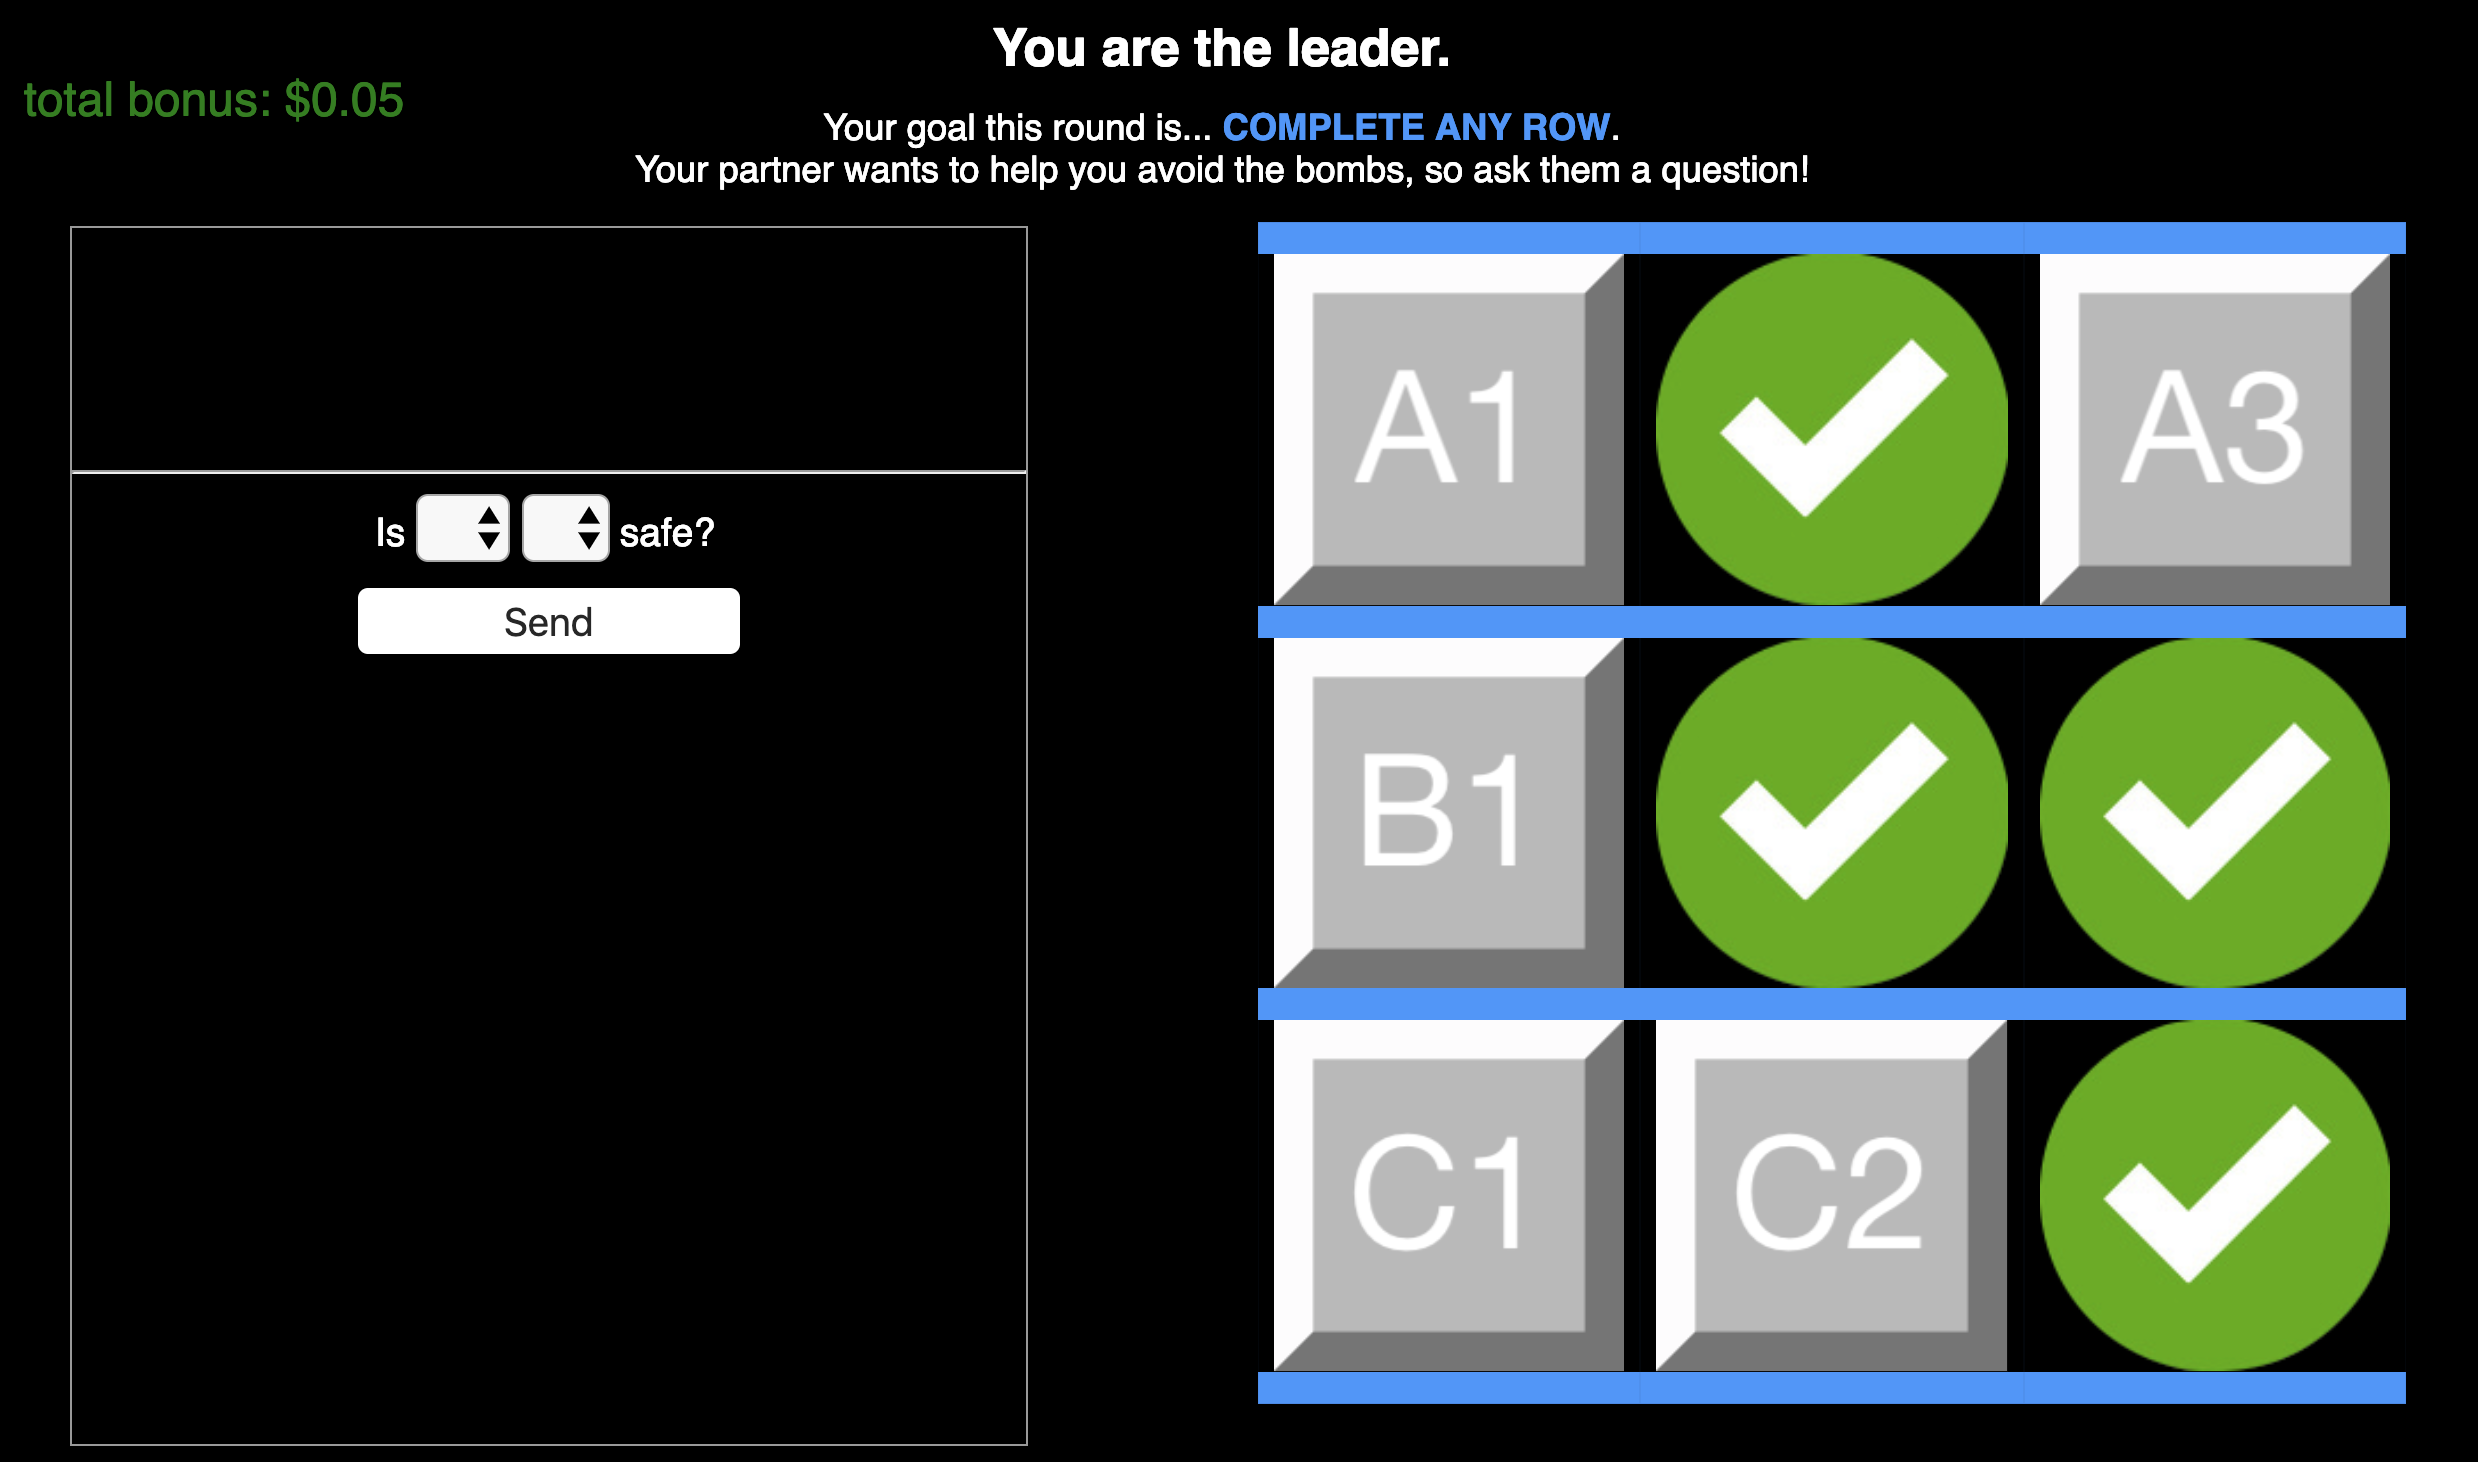 You are the leader.
total bonus: $0.05
Your goal this round is... COMPLETE ANY ROW.
Your partner wants to help you avoid the bombs, so ask them a question!
Is safe?
Send
A1 A3
B1
C1 C2